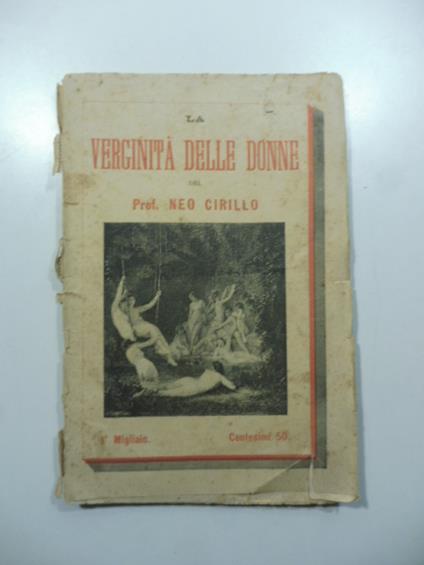 LA
VERGINITÀ DELLE DONNE
DEL
Prof. NEO CIRILLO
Migliaio. Centesimi 50.